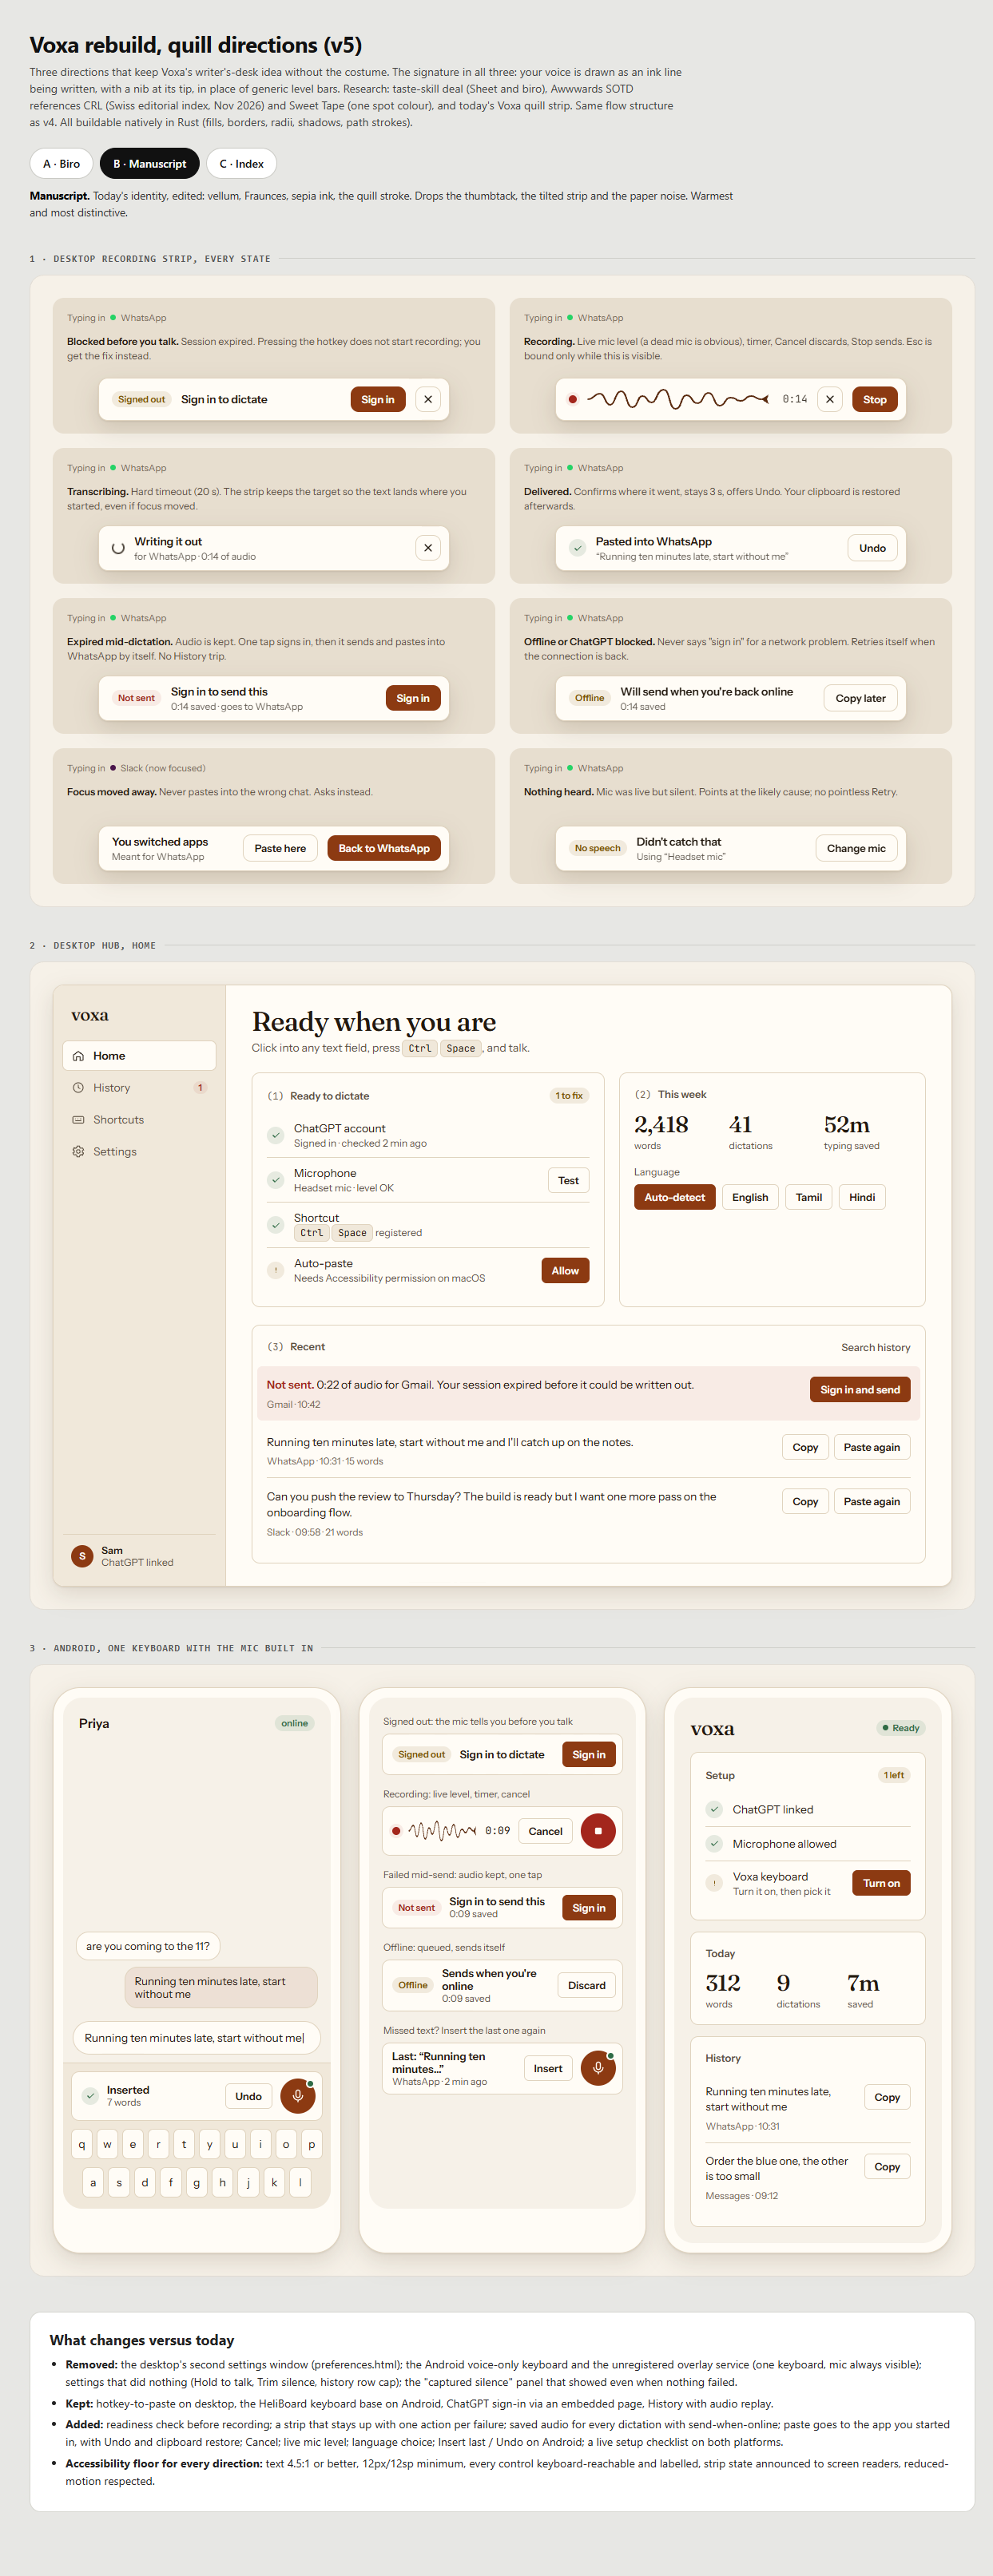 Voxa rebuild, quill directions (v5)
Three directions that keep Voxa's writer's-desk idea without the costume. The signature in all three: your voice is drawn as an ink line
being written, with a nib at its tip, in place of generic level bars. Research: taste-skill deal (Sheet and biro), Awwwards SOTD
references CRL (Swiss editorial index, Nov 2026) and Sweet Tape (one spot colour), and today's Voxa quill strip. Same flow structure
as v4. All buildable natively in Rust (fills, borders, radii, shadows, path strokes).
A · Biro
B · Manuscript
C · Index
Manuscript. Today's identity, edited: vellum, Fraunces, sepia ink, the quill stroke. Drops the thumbtack, the tilted strip and the paper noise. Warmest
and most distinctive.
1 · DESKTOP RECORDING STRIP, EVERY STATE
Typing in WhatsApp
Blocked before you talk. Session expired. Pressing the hotkey does not start recording; you
get the fix instead.
Signed out Sign in to dictate Sign in ✕
Typing in WhatsApp
Recording. Live mic level (a dead mic is obvious), timer, Cancel discards, Stop sends. Esc is
bound only while this is visible.
0:14 ✕ Stop
Typing in WhatsApp
Transcribing. Hard timeout (20 s). The strip keeps the target so the text lands where you
started, even if focus moved.
Writing it out
for WhatsApp · 0:14 of audio
✕
Typing in WhatsApp
Delivered. Confirms where it went, stays 3 s, offers Undo. Your clipboard is restored
afterwards.
Pasted into WhatsApp
“Running ten minutes late, start without me”
Undo
Typing in WhatsApp
Expired mid-dictation. Audio is kept. One tap signs in, then it sends and pastes into
WhatsApp by itself. No History trip.
Not sent
Sign in to send this
0:14 saved · goes to WhatsApp
Sign in
Typing in WhatsApp
Offline or ChatGPT blocked. Never says "sign in" for a network problem. Retries itself when
the connection is back.
Offline
Will send when you're back online
0:14 saved
Copy later
Typing in Slack (now focused)
Focus moved away. Never pastes into the wrong chat. Asks instead.
You switched apps
Meant for WhatsApp
Paste here
Back to WhatsApp
Typing in WhatsApp
Nothing heard. Mic was live but silent. Points at the likely cause; no pointless Retry.
No speech
Didn't catch that
Using “Headset mic”
Change mic
2 · DESKTOP HUB, HOME
voxa
Home
History 1
Shortcuts
Settings
S
Sam
ChatGPT linked
Ready when you are
Click into any text field, press Ctrl Space, and talk.
(1) Ready to dictate 1 to fix
ChatGPT account
Signed in · checked 2 min ago
Microphone
Headset mic · level OK
Test
Shortcut
Ctrl Space registered
Auto-paste
Needs Accessibility permission on macOS
Allow
(2) This week
2,418 41 52m
words dictations typing saved
Language
Auto-detect English Tamil Hindi
(3) Recent Search history
Not sent. 0:22 of audio for Gmail. Your session expired before it could be written out.
Gmail · 10:42
Sign in and send
Running ten minutes late, start without me and I'll catch up on the notes.
WhatsApp · 10:31 · 15 words
Copy Paste again
Can you push the review to Thursday? The build is ready but I want one more pass on the
onboarding flow.
Slack · 09:58 · 21 words
Copy Paste again
3 · ANDROID, ONE KEYBOARD WITH THE MIC BUILT IN
Priya online
are you coming to the 11?
Running ten minutes late, start
without me
Running ten minutes late, start without me
Inserted
7 words
Undo
q w e r t y u i o p
a s d f g h j k l
Signed out: the mic tells you before you talk
Signed out Sign in to dictate Sign in
Recording: live level, timer, cancel
0:09 Cancel
Failed mid-send: audio kept, one tap
Not sent
Sign in to send this
0:09 saved
Sign in
Offline: queued, sends itself
Offline
Sends when you're
online
0:09 saved
Discard
Missed text? Insert the last one again
Last: “Running ten
minutes…”
WhatsApp · 2 min ago
Insert
voxa Ready
Setup 1 left
ChatGPT linked
Microphone allowed
Voxa keyboard
Turn it on, then pick it
Turn on
Today
312 9 7m
words dictations saved
History
Running ten minutes late,
start without me
WhatsApp · 10:31
Copy
Order the blue one, the other
is too small
Messages · 09:12
Copy
What changes versus today
• Removed: the desktop's second settings window (preferences.html); the Android voice-only keyboard and the unregistered overlay service (one keyboard, mic always visible);
settings that did nothing (Hold to talk, Trim silence, history row cap); the "captured silence" panel that showed even when nothing failed.
• Kept: hotkey-to-paste on desktop, the HeliBoard keyboard base on Android, ChatGPT sign-in via an embedded page, History with audio replay.
• Added: readiness check before recording; a strip that stays up with one action per failure; saved audio for every dictation with send-when-online; paste goes to the app you started
in, with Undo and clipboard restore; Cancel; live mic level; language choice; Insert last / Undo on Android; a live setup checklist on both platforms.
• Accessibility floor for every direction: text 4.5:1 or better, 12px/12sp minimum, every control keyboard-reachable and labelled, strip state announced to screen readers, reduced-
motion respected.